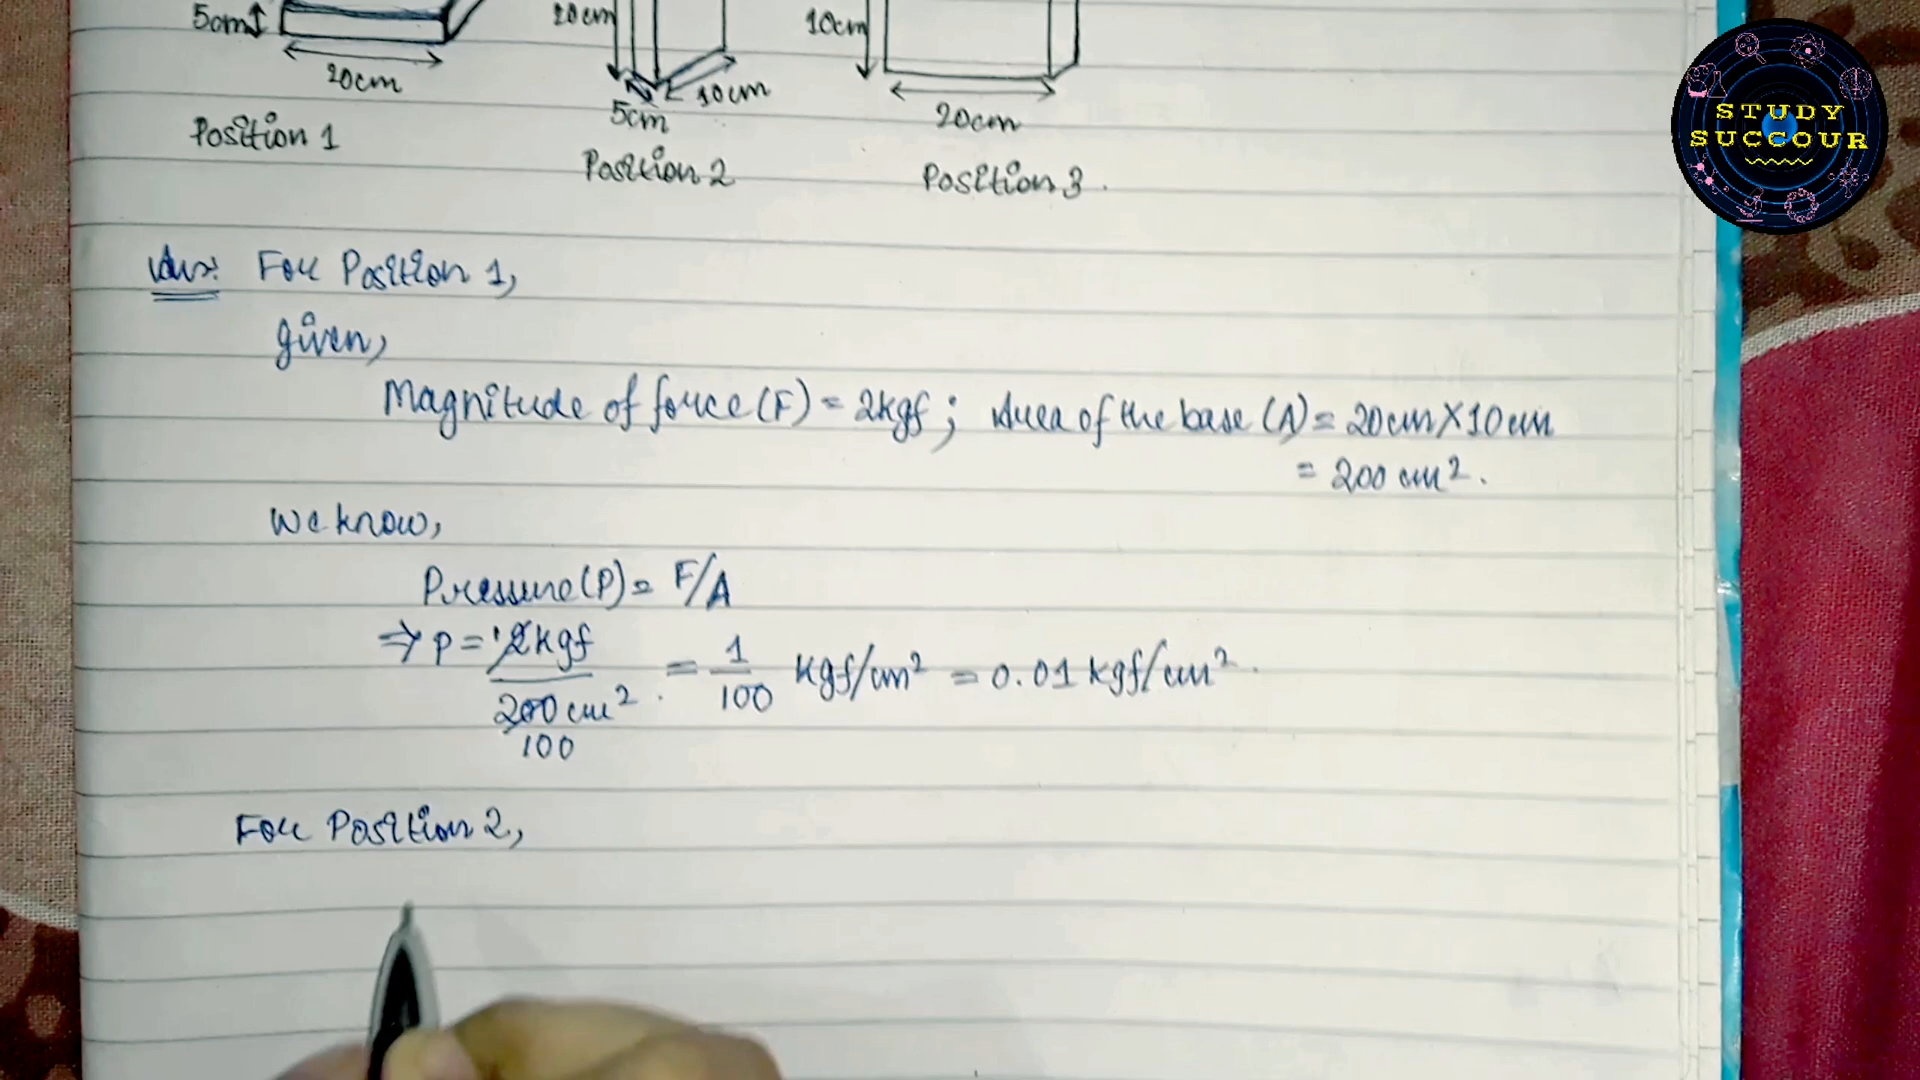 5cm
20cm
20cm
5cm
10cm
10cm
20cm
Position 1
Position 2
Position 3.
STUDY
SUCCOUR
Ans: For Position 1,
given,
Magnitude of force (F) = 2kgf; Area of the base (A) = 20cm×10cm
= 200 cm².
We know,
Pressure (P) = F/A
⇒ P = 2kgf / 200 cm² = 1/100 kgf/cm² = 0.01 kgf/cm².
1
100
For Position 2,